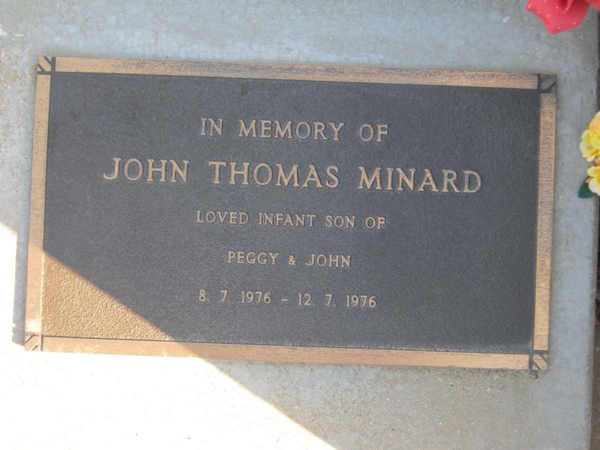 IN MEMORY OF
JOHN THOMAS MINARD
LOVED INFANT SON OF
PEGGY & JOHN
8. 7. 1976 – 12. 7. 1976